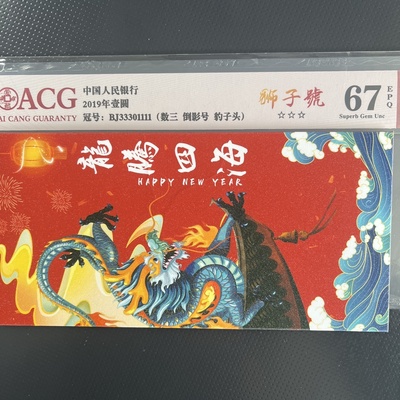 ACG
AI CANG GUARANTY
中国人民银行
2019年壹圆
冠号：BJ33301111（数三 倒影号 豹子头）
狮子號
☆☆☆
67
EPQ
Superb Gem Unc
龍騰四海
HAPPY NEW YEAR